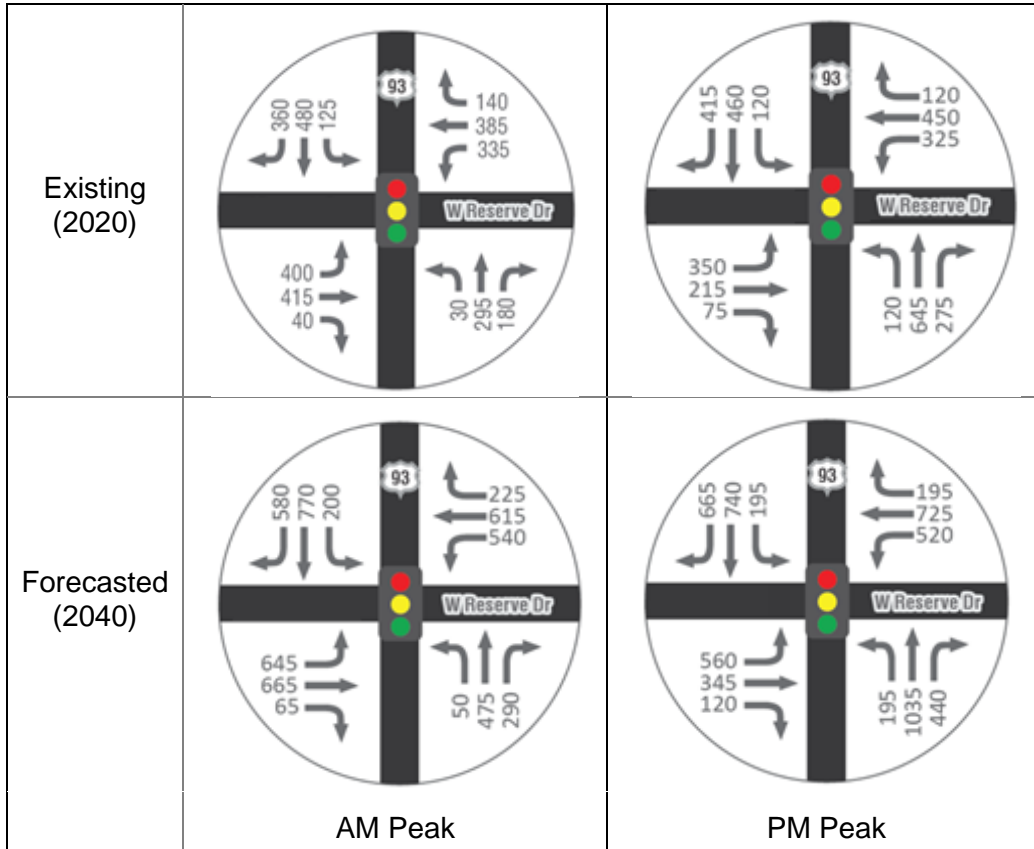 Existing
(2020)
93
360 480 125
140
385
335
W Reserve Dr
400
415
40
30 295 180
93
415 460 120
120
450
325
W Reserve Dr
350
215
75
120 645 275
Forecasted
(2040)
93
580 770 200
225
615
540
W Reserve Dr
645
665
65
50 475 290
93
665 740 195
195
725
520
W Reserve Dr
560
345
120
195 1035 440
AM Peak
PM Peak